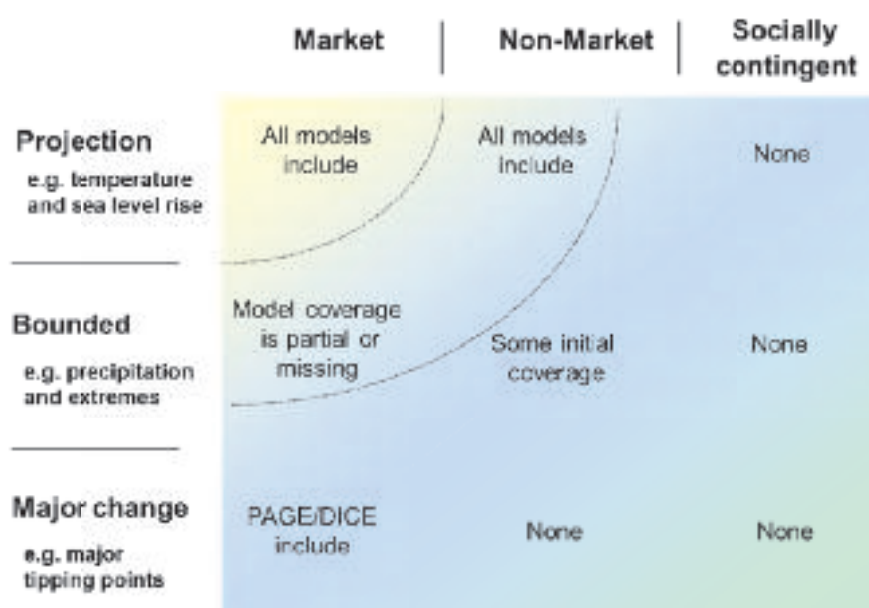 Market
Non-Market
Socially
contingent
Projection
e.g. temperature
and sea level rise
All models
include
All models
include
None
Bounded
e.g. precipitation
and extremes
Model coverage
is partial or
missing
Some initial
coverage
None
Major change
e.g. major
tipping points
PAGE/DICE
include
None
None